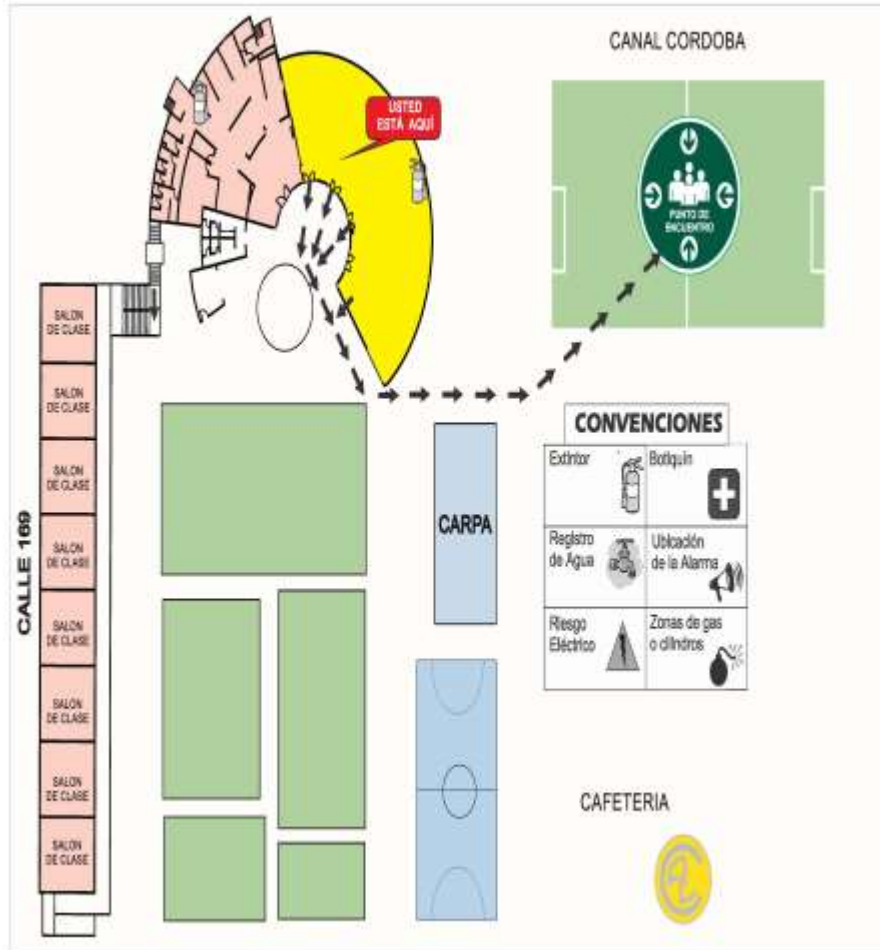 CANAL CORDOBA
USTED
ESTÁ AQUÍ
PUNTO DE
ENCUENTRO
SALON
DE CLASE
SALON
DE CLASE
SALON
DE CLASE
SALON
DE CLASE
SALON
DE CLASE
SALON
DE CLASE
SALON
DE CLASE
SALON
DE CLASE
CALLE 169
CARPA
CONVENCIONES
Extintor
Botiquín
Registro
de Agua
Ubicación
de la Alarma
Riesgo
Eléctrico
Zonas de gas
o cilindros
CAFETERIA